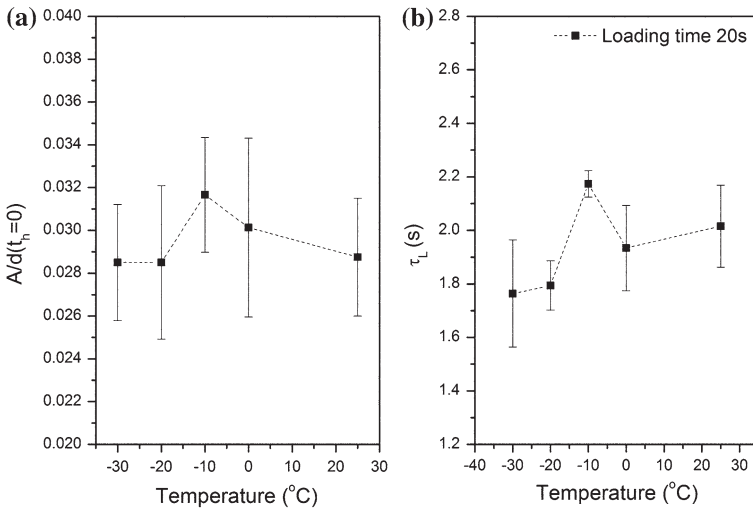 (a)
A/d(tₕ=0)
0.040
0.038
0.036
0.034
0.032
0.030
0.028
0.026
0.024
0.022
0.020
-30 -20 -10 0 10 20 30
Temperature (°C)
(b)
Loading time 20s
τL (s)
2.8
2.6
2.4
2.2
2.0
1.8
1.6
1.4
1.2
-40 -30 -20 -10 0 10 20 30
Temperature (°C)